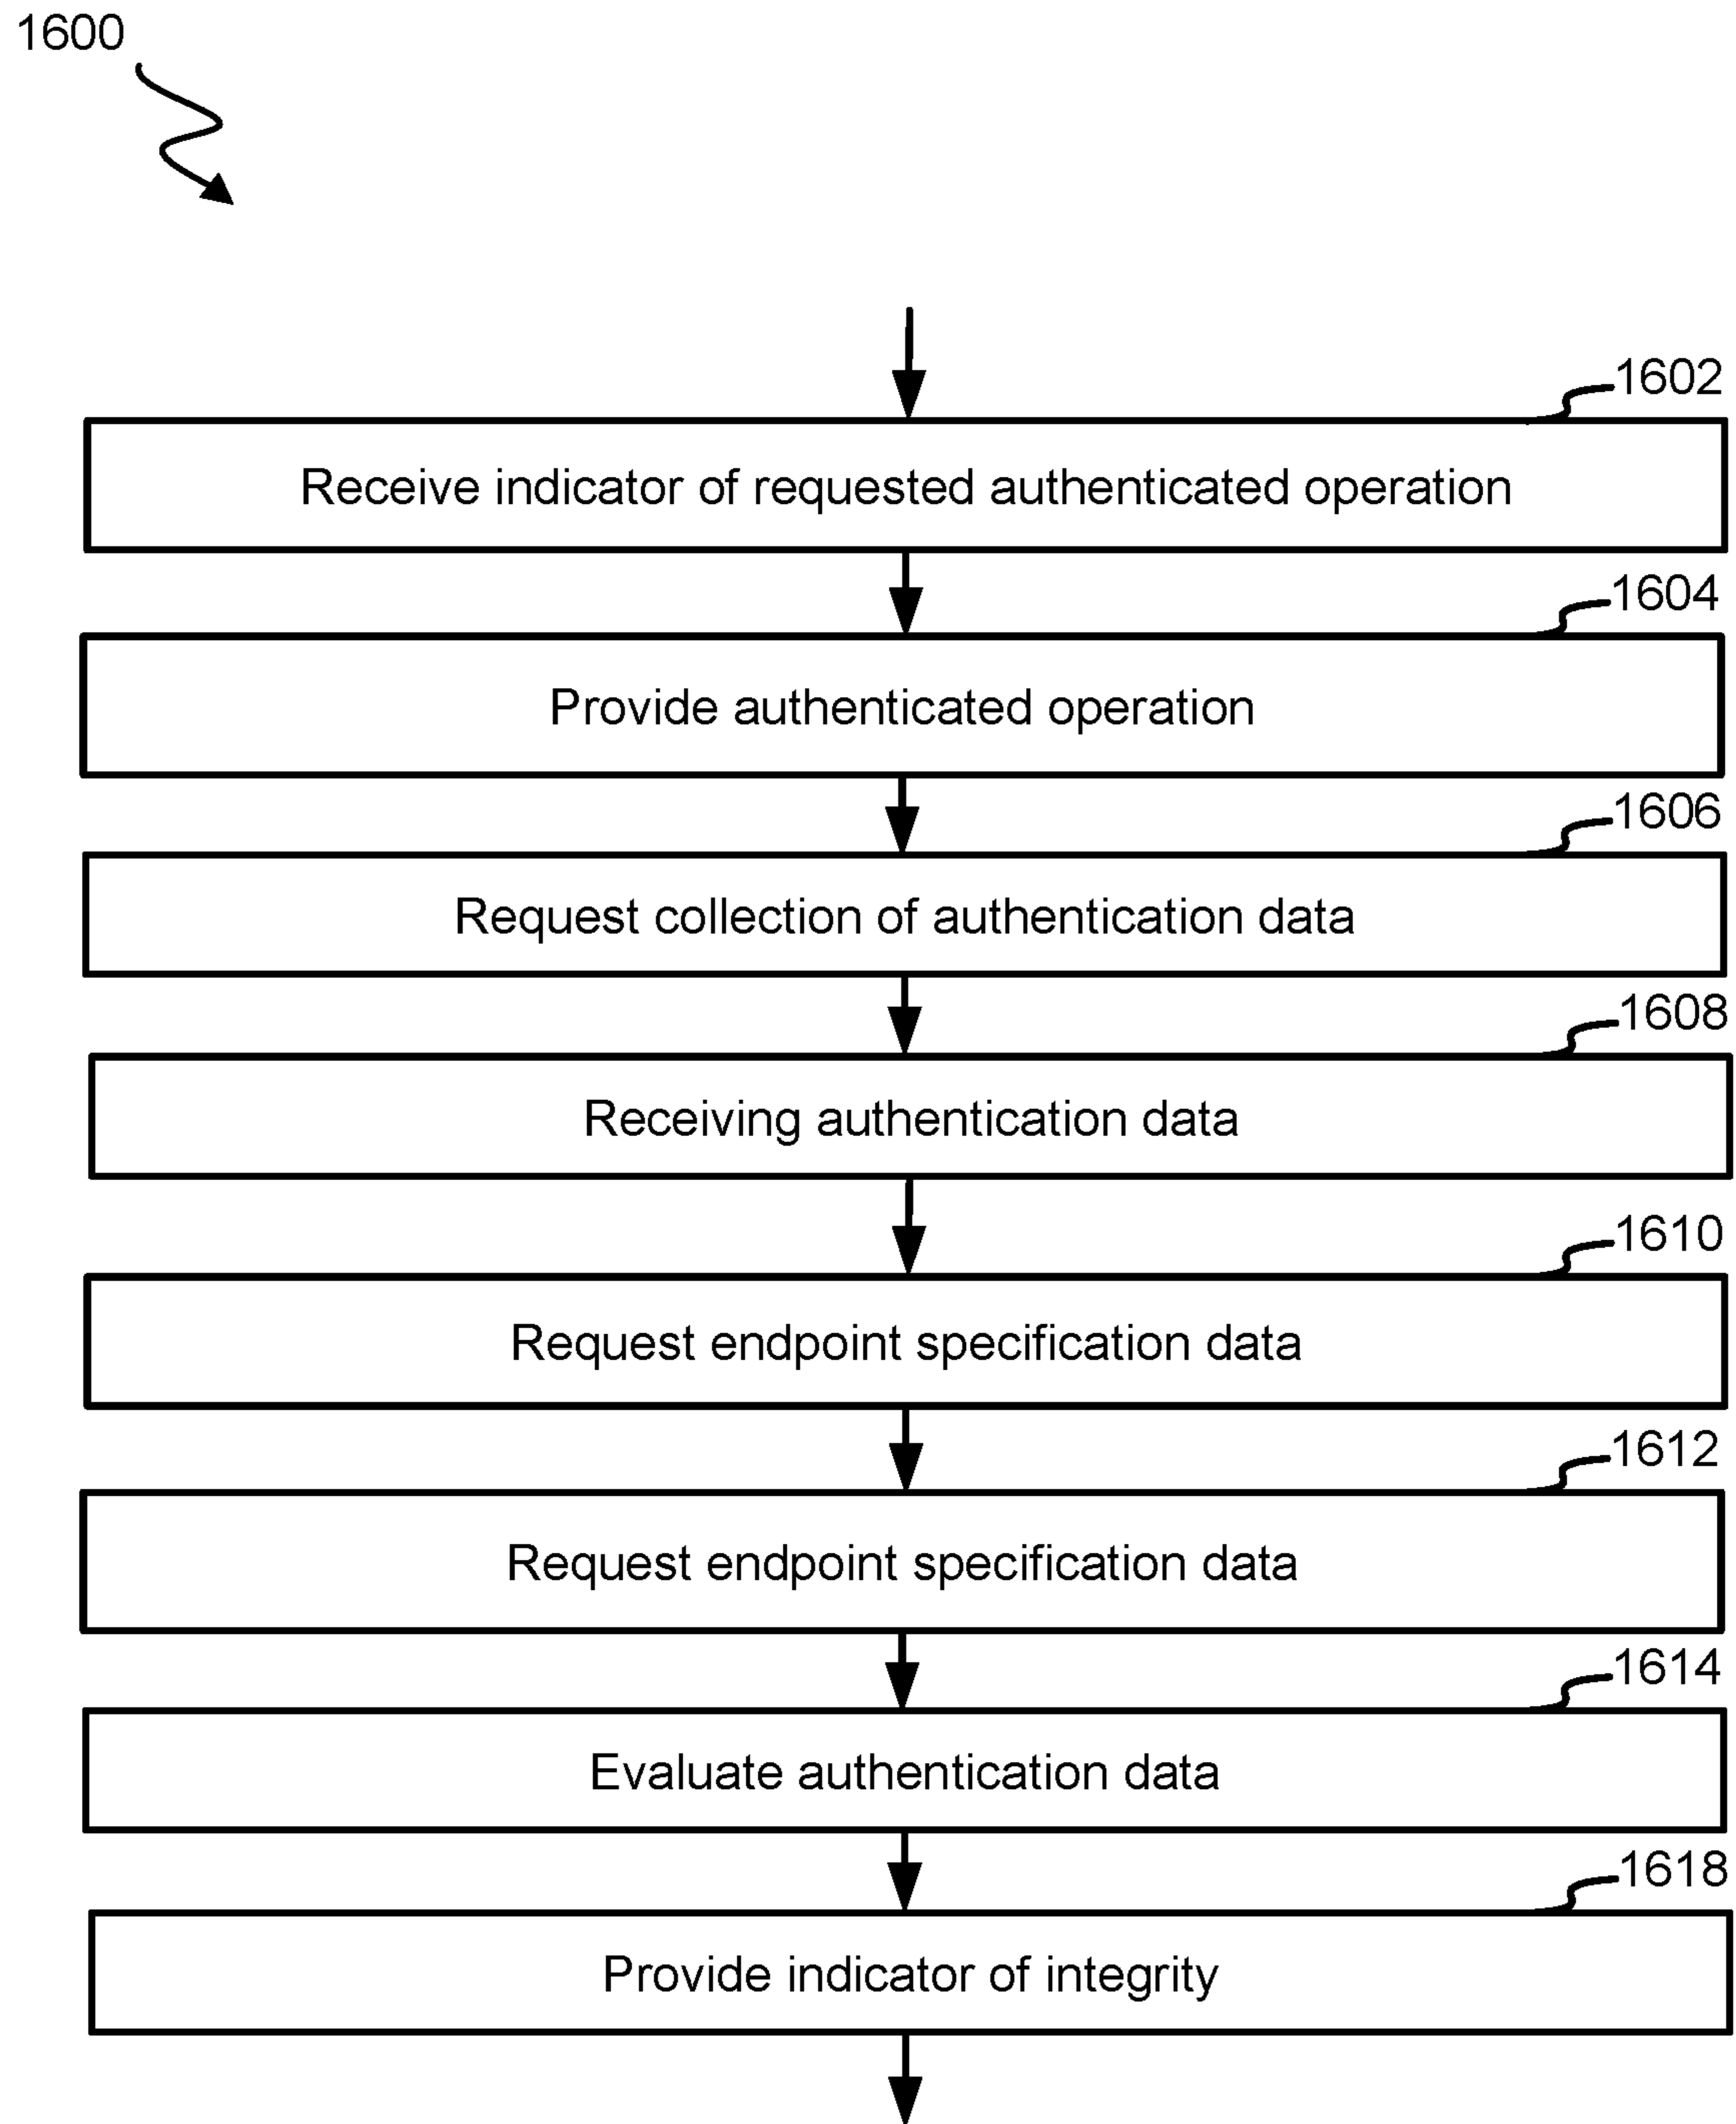 1600
1602
Receive indicator of requested authenticated operation
1604
Provide authenticated operation
1606
Request collection of authentication data
1608
Receiving authentication data
1610
Request endpoint specification data
1612
Request endpoint specification data
1614
Evaluate authentication data
1618
Provide indicator of integrity